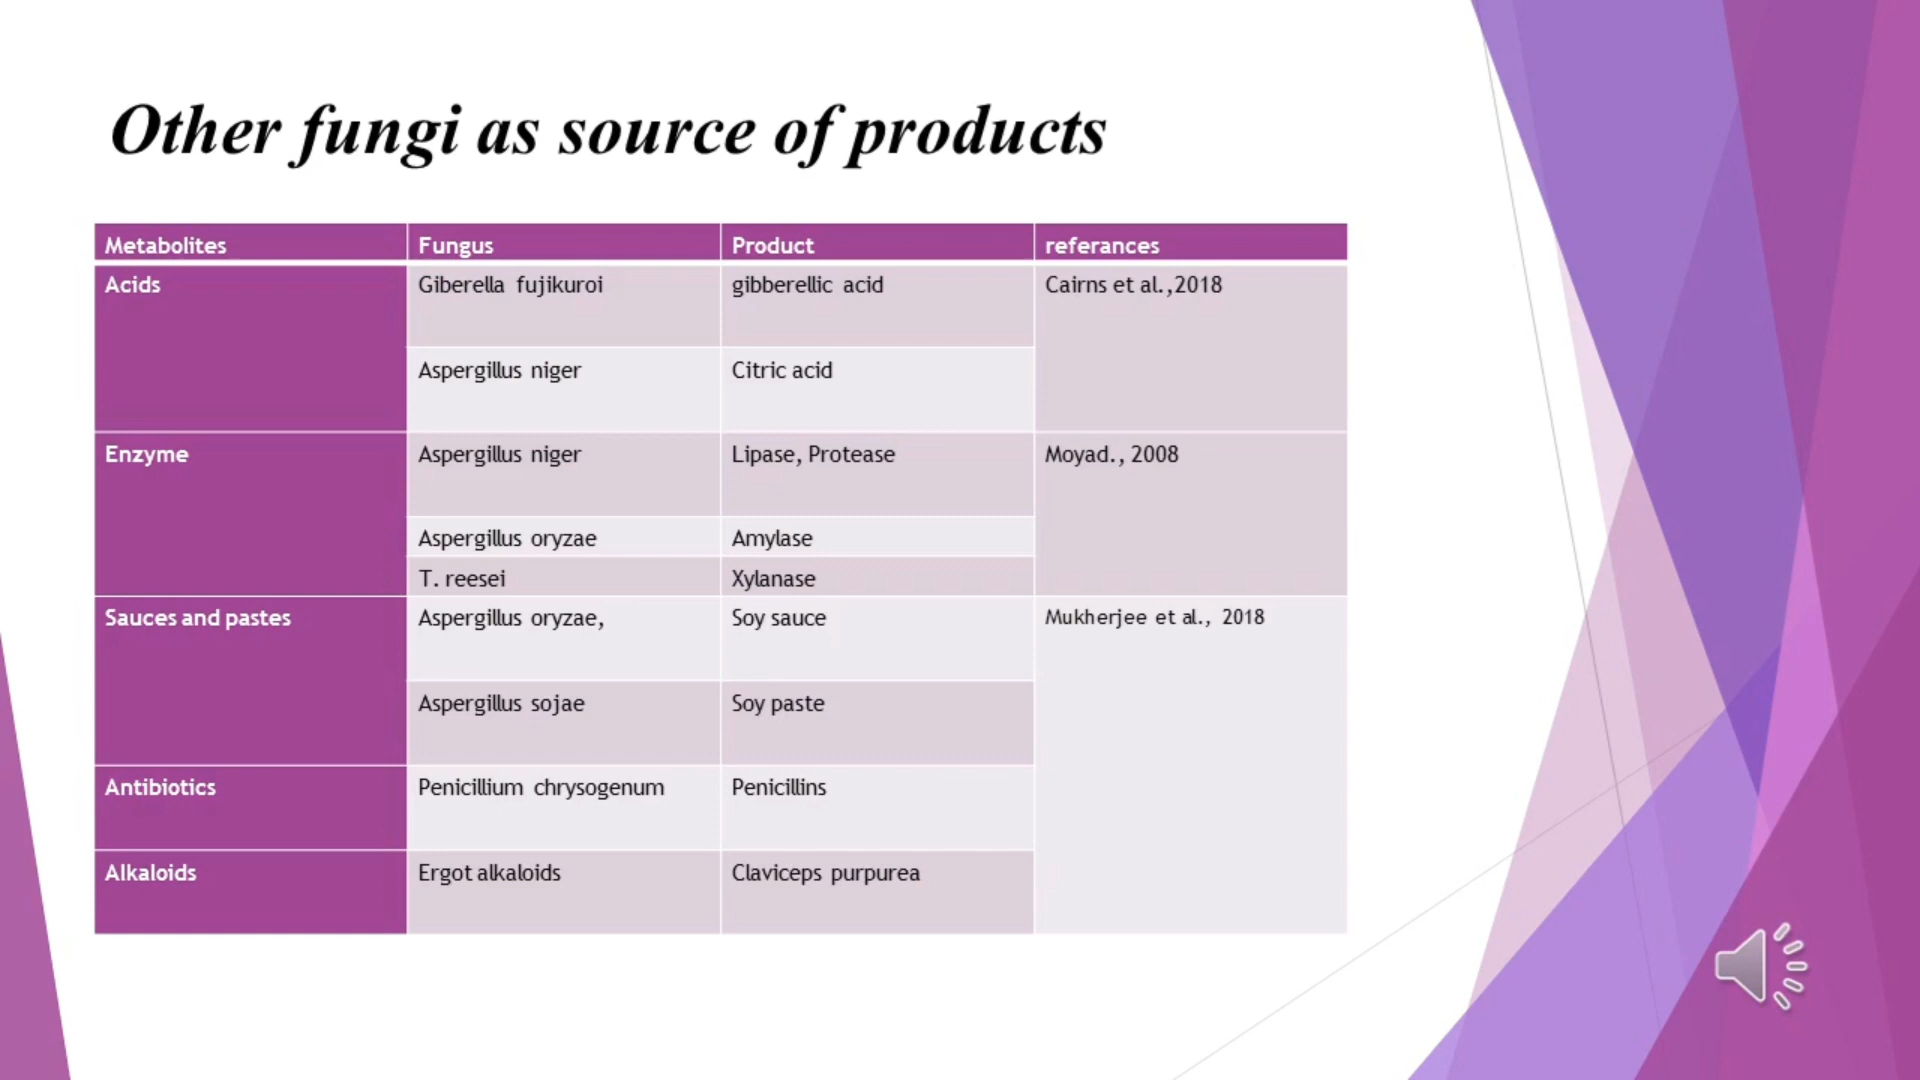 Other fungi as source of products
Metabolites Fungus Product referances
Acids Giberella fujikuroi gibberellic acid Cairns et al.,2018
Aspergillus niger Citric acid
Enzyme Aspergillus niger Lipase, Protease Moyad., 2008
Aspergillus oryzae Amylase
T. reesei Xylanase
Sauces and pastes Aspergillus oryzae, Soy sauce Mukherjee et al., 2018
Aspergillus sojae Soy paste
Antibiotics Penicillium chrysogenum Penicillins
Alkaloids Ergot alkaloids Claviceps purpurea